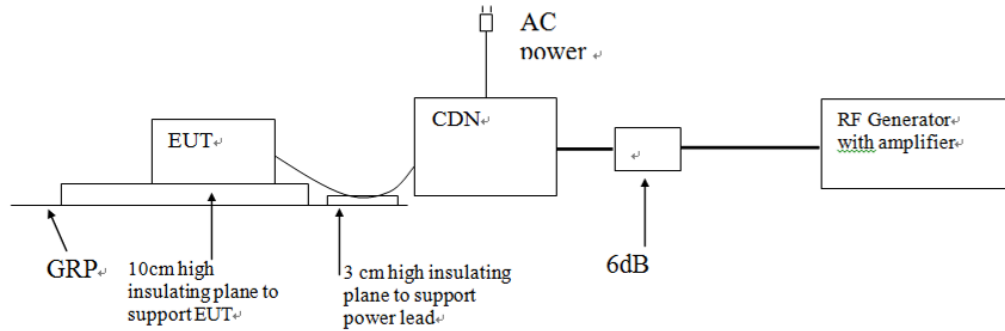 AC
power
EUT
CDN
RF Generator
with amplifier
GRP
10cm high
insulating plane to
support EUT
3 cm high insulating
plane to support
power lead
6dB